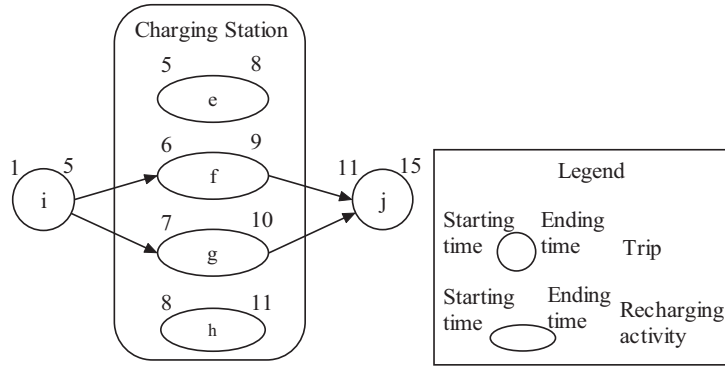 Charging Station
5 8
e
6 9
f
1 5
i
11 15
j
7 10
g
8 11
h
Legend
Starting Ending
time time
Trip
Starting Ending
time time
Recharging
activity